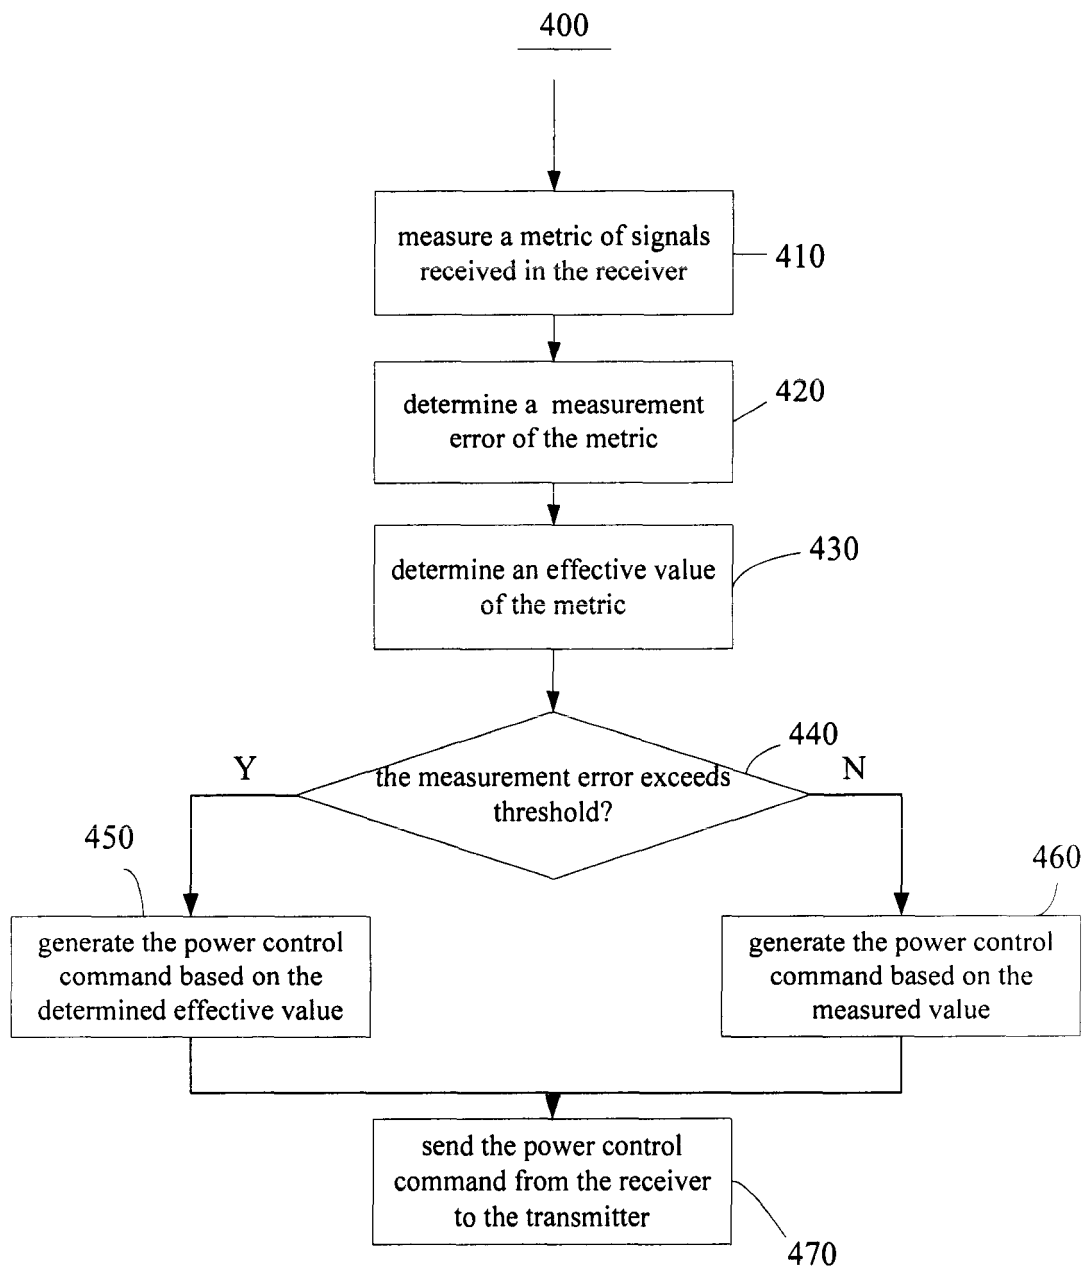 400
measure a metric of signals
received in the receiver
410
determine a measurement
error of the metric
420
determine an effective value
of the metric
430
440
Y
the measurement error exceeds
threshold?
N
450
generate the power control
command based on the
determined effective value
460
generate the power control
command based on the
measured value
send the power control
command from the receiver
to the transmitter
470